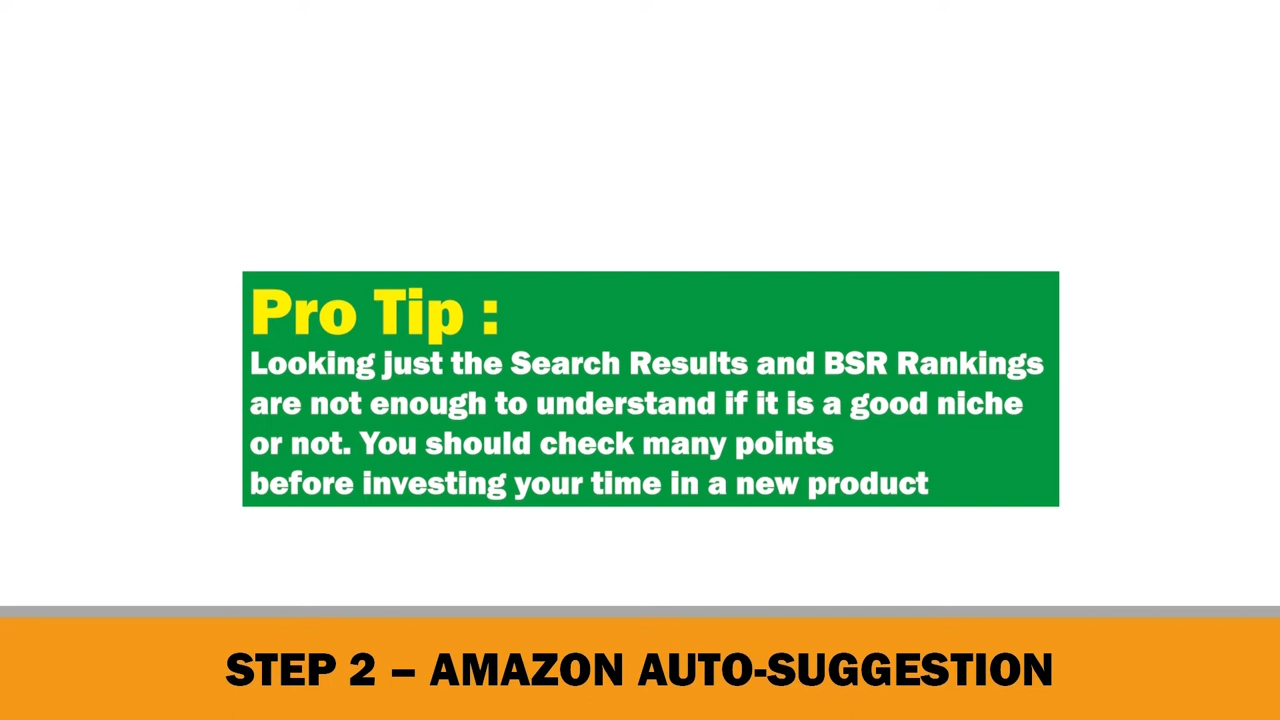 Pro Tip :
Looking just the Search Results and BSR Rankings
are not enough to understand if it is a good niche
or not. You should check many points
before investing your time in a new product
STEP 2 – AMAZON AUTO-SUGGESTION